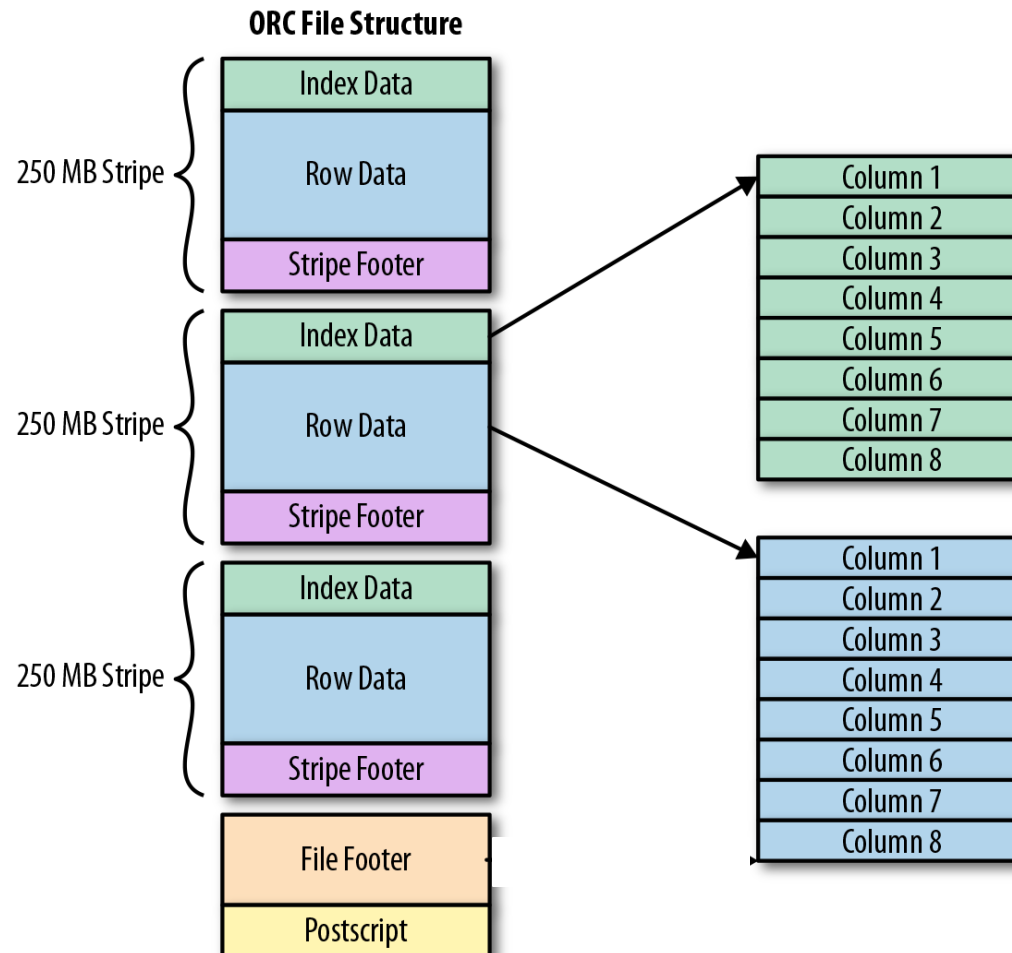 ORC File Structure
250 MB Stripe
Index Data
Row Data
Stripe Footer
250 MB Stripe
Index Data
Row Data
Stripe Footer
250 MB Stripe
Index Data
Row Data
Stripe Footer
File Footer
Postscript
Column 1
Column 2
Column 3
Column 4
Column 5
Column 6
Column 7
Column 8
Column 1
Column 2
Column 3
Column 4
Column 5
Column 6
Column 7
Column 8